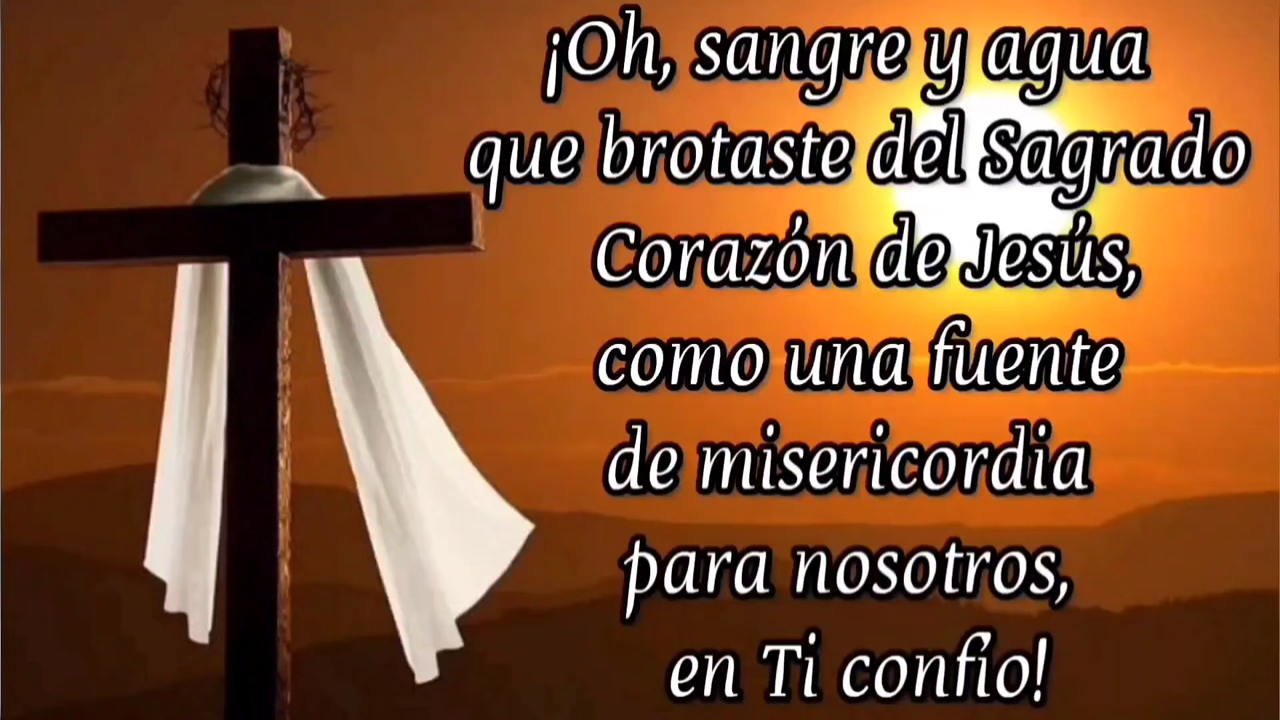 ¡Oh, sangre y agua
que brotaste del Sagrado
Corazón de Jesús,
como una fuente
de misericordia
para nosotros,
en Ti confío!